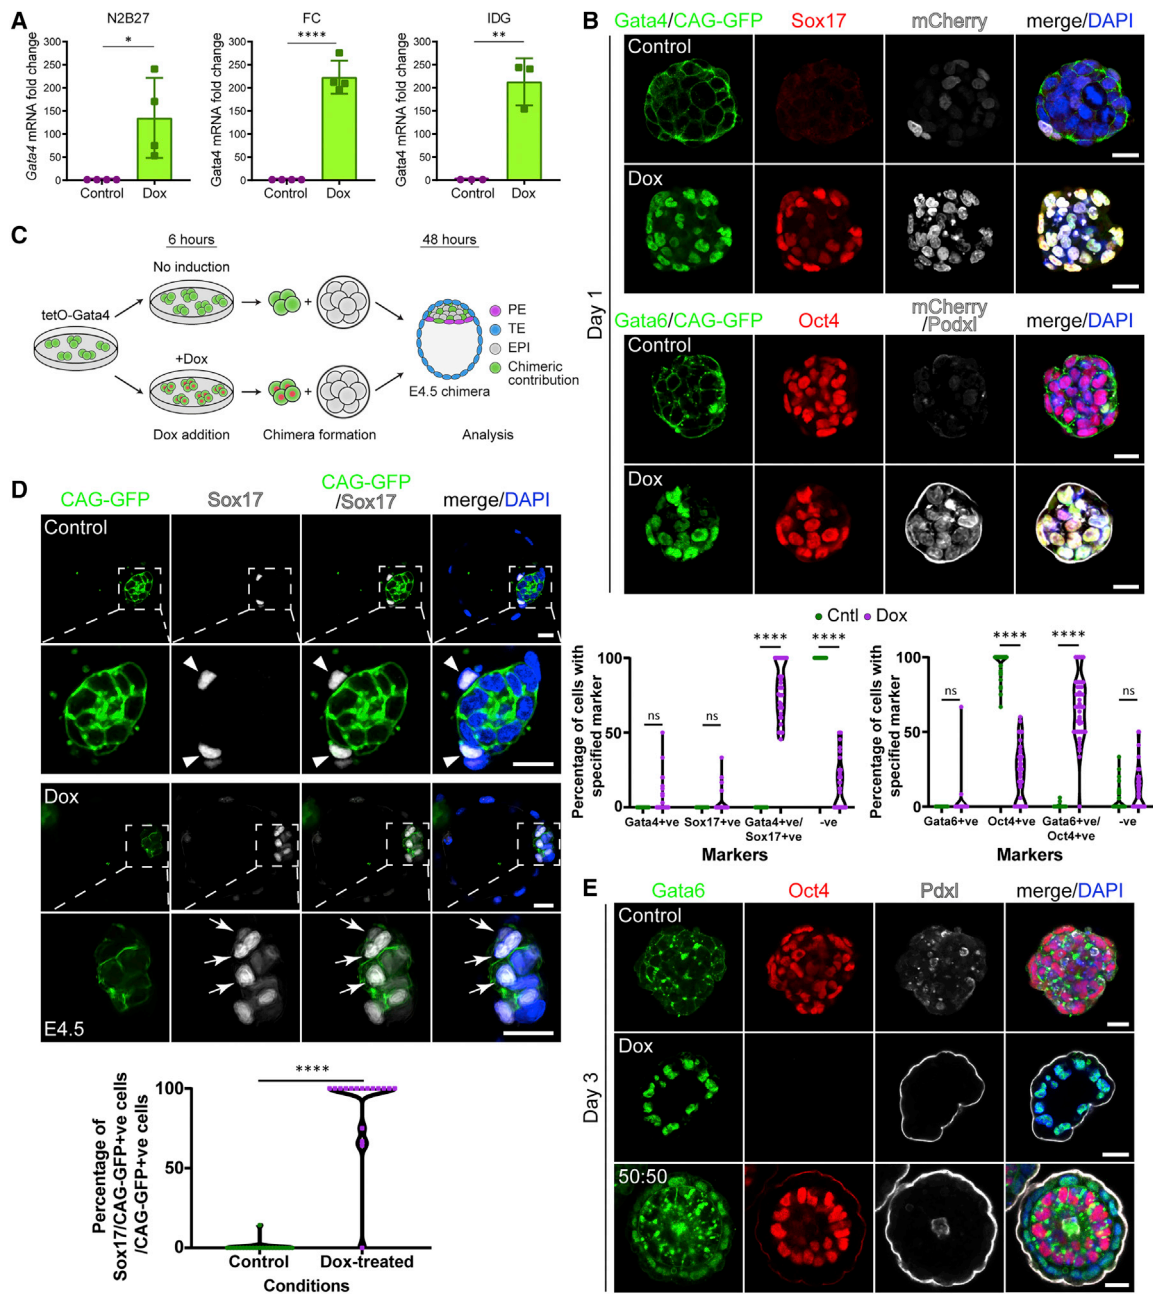 A
N2B27
FC
IDG
Gata4 mRNA fold change
300
250
200
150
100
50
0
*
Control
Dox
Gata4 mRNA fold change
300
250
200
150
100
50
0
****
Control
Dox
Gata4 mRNA fold change
300
250
200
150
100
50
0
**
Control
Dox
B
Gata4/CAG-GFP
Sox17
mCherry
merge/DAPI
Control
Dox
Day 1
Gata6/CAG-GFP
Oct4
mCherry
/Podxl
merge/DAPI
Control
Dox
Cntl
Dox
Percentage of cells with
specified marker
100
50
0
ns
ns
****
****
Gata4+ve
Sox17+ve
Gata4+ve/
Sox17+ve
-ve
Markers
Percentage of cells with
specified marker
100
50
0
ns
****
****
ns
Gata6+ve
Oct4+ve
Gata6+ve/
Oct4+ve
-ve
Markers
C
6 hours
48 hours
No induction
tetO-Gata4
+
+Dox
+
Dox addition
Chimera formation
PE
TE
EPI
Chimeric
contribution
E4.5 chimera
Analysis
D
CAG-GFP
Sox17
CAG-GFP
/Sox17
merge/DAPI
Control
Dox
E4.5
Percentage of
Sox17/CAG-GFP+ve cells
/CAG-GFP+ve cells
100
50
0
****
Control
Dox-treated
Conditions
E
Gata6
Oct4
Pdxl
merge/DAPI
Control
Dox
Day 3
50:50